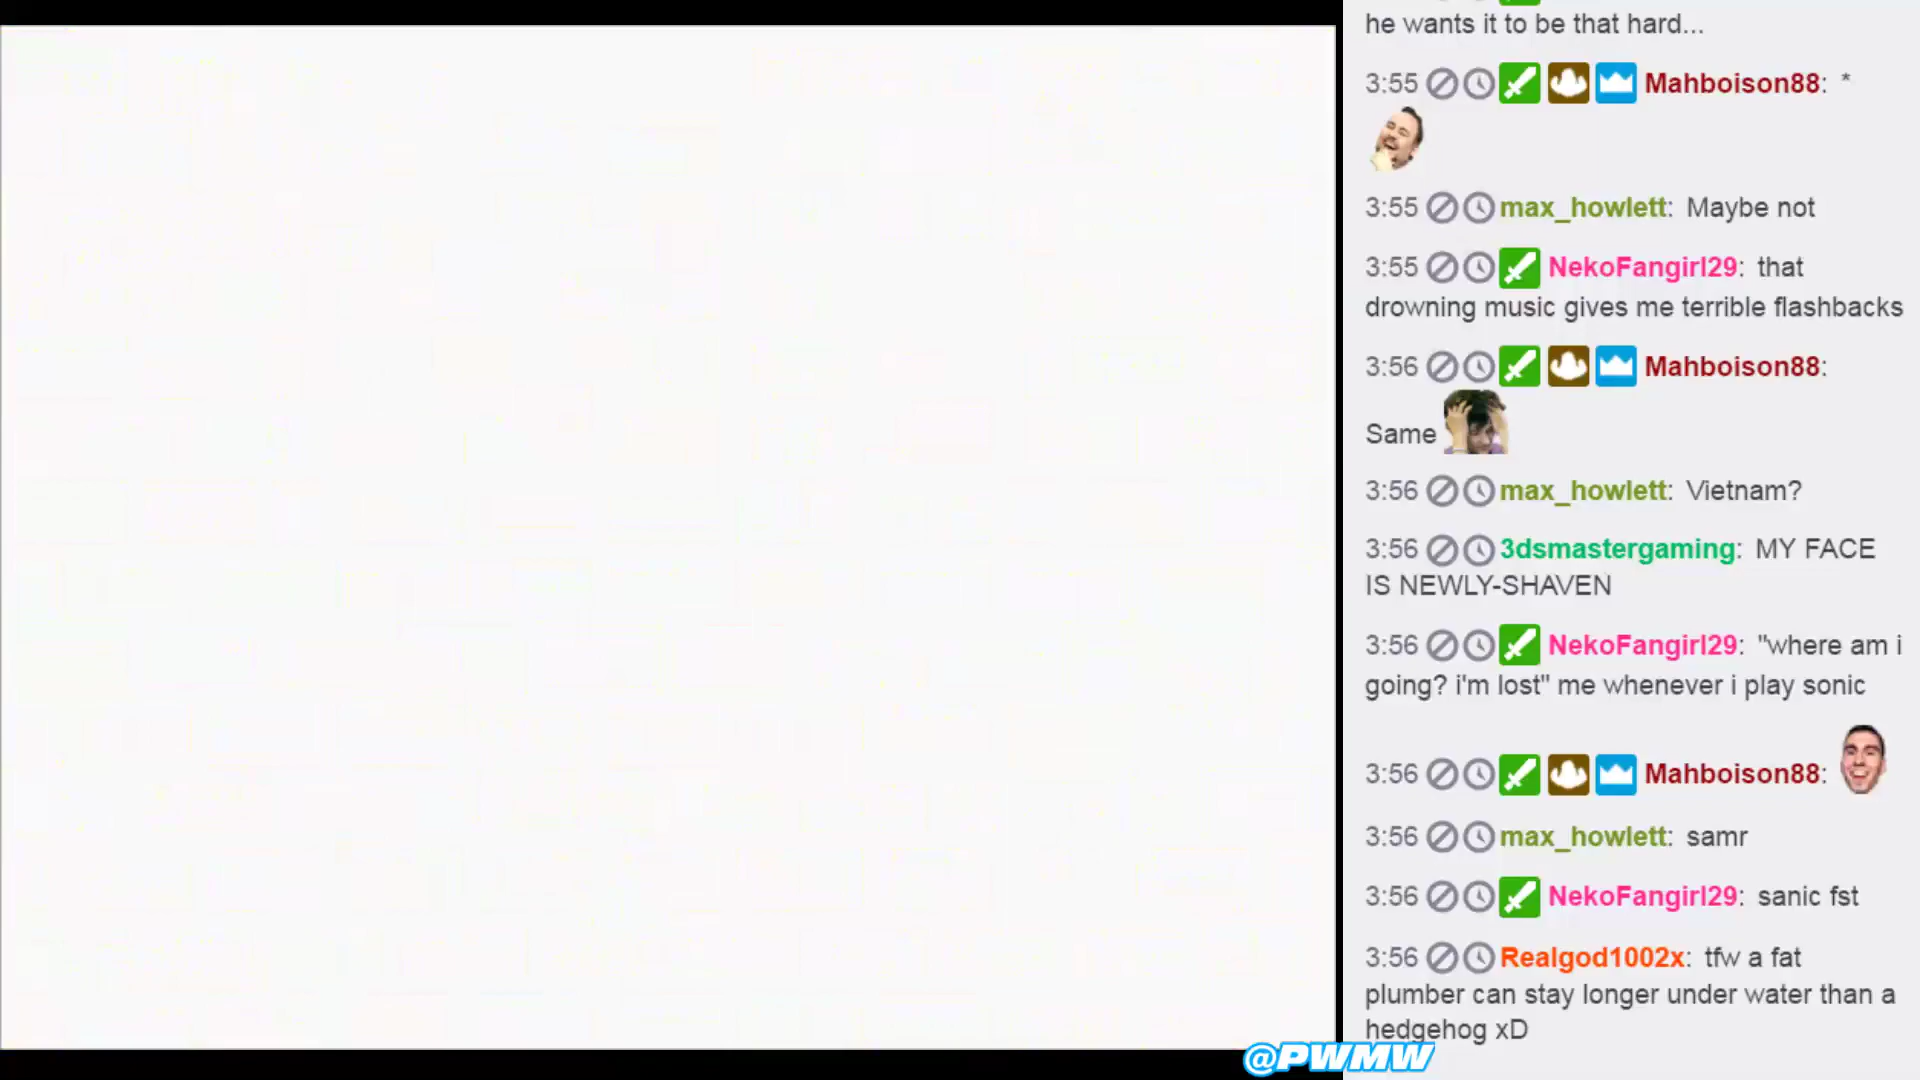 he wants it to be that hard...
3:55 Mahboison88: *
3:55 max_howlett: Maybe not
3:55 NekoFangirl29: that
drowning music gives me terrible flashbacks
3:56 Mahboison88:
Same
3:56 max_howlett: Vietnam?
3:56 3dsmastergaming: MY FACE
IS NEWLY-SHAVEN
3:56 NekoFangirl29: "where am i
going? i'm lost" me whenever i play sonic
3:56 Mahboison88:
3:56 max_howlett: samr
3:56 NekoFangirl29: sanic fst
3:56 Realgod1002x: tfw a fat
plumber can stay longer under water than a
hedgehog xD
@PWMW